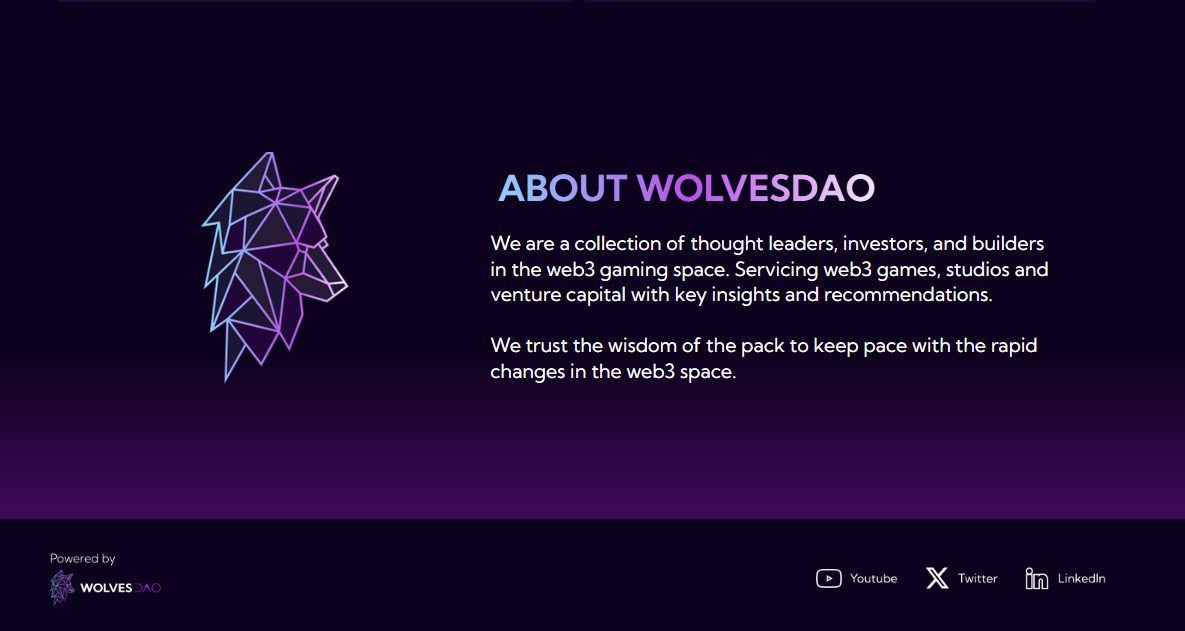 ABOUT WOLVESDAO
We are a collection of thought leaders, investors, and builders
in the web3 gaming space. Servicing web3 games, studios and
venture capital with key insights and recommendations.
We trust the wisdom of the pack to keep pace with the rapid
changes in the web3 space.
Powered by
WOLVESDAO
Youtube
Twitter
LinkedIn